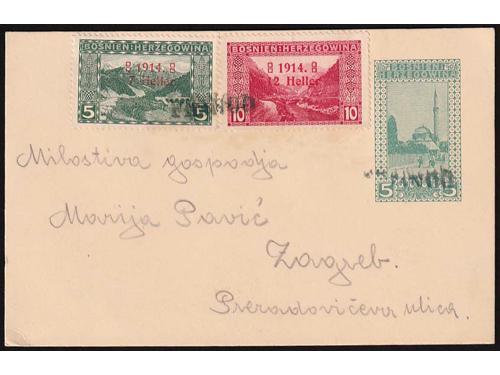 BOSNIEN-HERZEGOWINA BOSNIEN-HERZEGOWINA
1914. 1914.
7 Heller 12 Heller
5 5 10 10
BOSNIEN-
HERZEGOWINA
5 5
Milostiva gospodja
Marija Pavić
Zagreb.
Preradovićeva ulica.